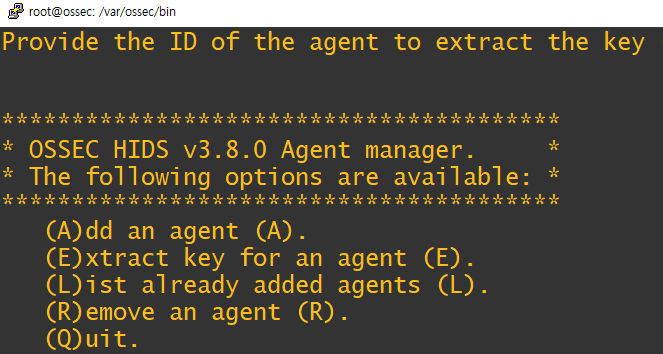 root@ossec: /var/ossec/bin
Provide the ID of the agent to extract the key
****************************************
* OSSEC HIDS v3.8.0 Agent manager.     *
* The following options are available: *
****************************************
   (A)dd an agent (A).
   (E)xtract key for an agent (E).
   (L)ist already added agents (L).
   (R)emove an agent (R).
   (Q)uit.